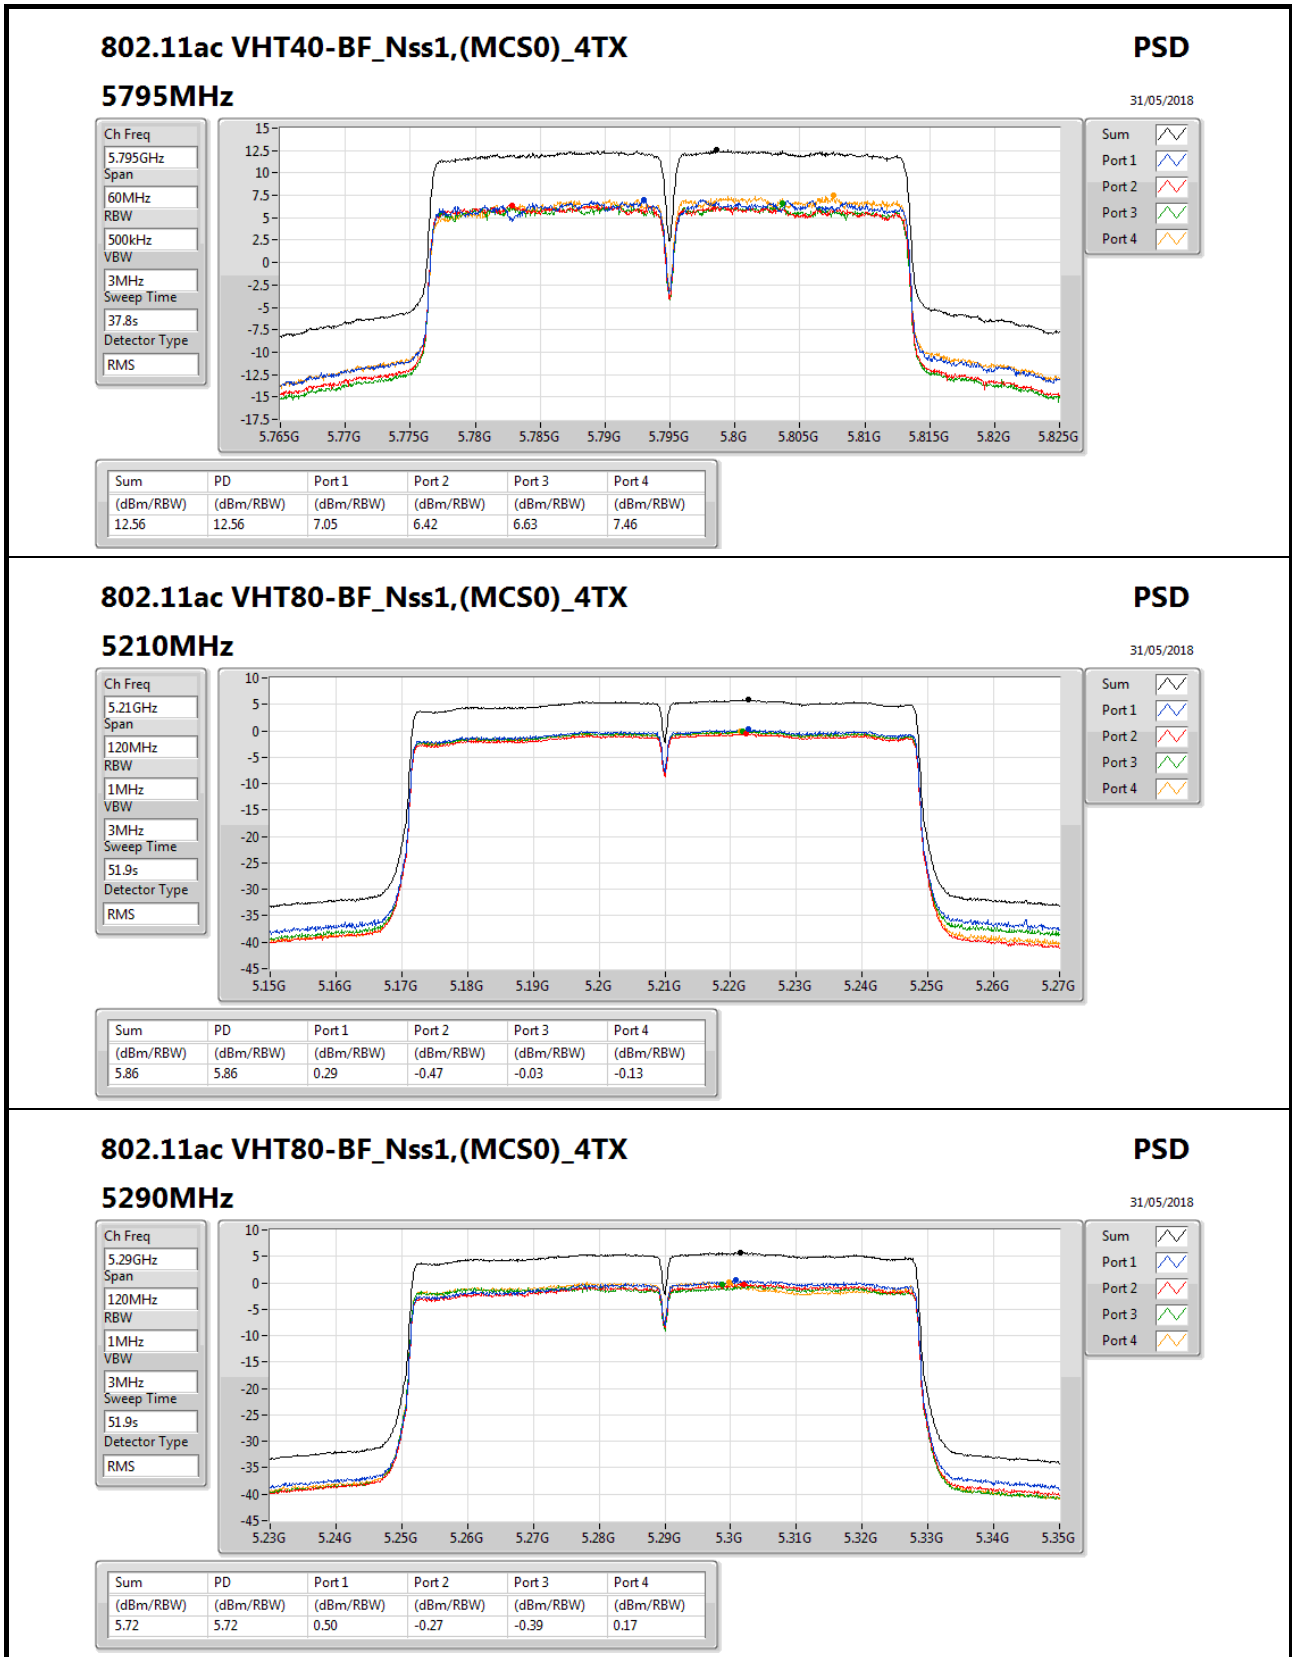 802.11ac VHT40-BF_Nss1,(MCS0)_4TX PSD
5795MHz 31/05/2018
Ch Freq
5.795GHz
Span
60MHz
RBW
500kHz
VBW
3MHz
Sweep Time
37.8s
Detector Type
RMS
15
12.5
10
7.5
5
2.5
0
-2.5
-5
-7.5
-10
-12.5
-15
-17.5
5.765G 5.77G 5.775G 5.78G 5.785G 5.79G 5.795G 5.8G 5.805G 5.81G 5.815G 5.82G 5.825G
Sum
Port 1
Port 2
Port 3
Port 4
Sum PD Port 1 Port 2 Port 3 Port 4
(dBm/RBW) (dBm/RBW) (dBm/RBW) (dBm/RBW) (dBm/RBW) (dBm/RBW)
12.56 12.56 7.05 6.42 6.63 7.46
802.11ac VHT80-BF_Nss1,(MCS0)_4TX PSD
5210MHz 31/05/2018
Ch Freq
5.21GHz
Span
120MHz
RBW
1MHz
VBW
3MHz
Sweep Time
51.9s
Detector Type
RMS
10
5
0
-5
-10
-15
-20
-25
-30
-35
-40
-45
5.15G 5.16G 5.17G 5.18G 5.19G 5.2G 5.21G 5.22G 5.23G 5.24G 5.25G 5.26G 5.27G
Sum
Port 1
Port 2
Port 3
Port 4
Sum PD Port 1 Port 2 Port 3 Port 4
(dBm/RBW) (dBm/RBW) (dBm/RBW) (dBm/RBW) (dBm/RBW) (dBm/RBW)
5.86 5.86 0.29 -0.47 -0.03 -0.13
802.11ac VHT80-BF_Nss1,(MCS0)_4TX PSD
5290MHz 31/05/2018
Ch Freq
5.29GHz
Span
120MHz
RBW
1MHz
VBW
3MHz
Sweep Time
51.9s
Detector Type
RMS
10
5
0
-5
-10
-15
-20
-25
-30
-35
-40
-45
5.23G 5.24G 5.25G 5.26G 5.27G 5.28G 5.29G 5.3G 5.31G 5.32G 5.33G 5.34G 5.35G
Sum
Port 1
Port 2
Port 3
Port 4
Sum PD Port 1 Port 2 Port 3 Port 4
(dBm/RBW) (dBm/RBW) (dBm/RBW) (dBm/RBW) (dBm/RBW) (dBm/RBW)
5.72 5.72 0.50 -0.27 -0.39 0.17